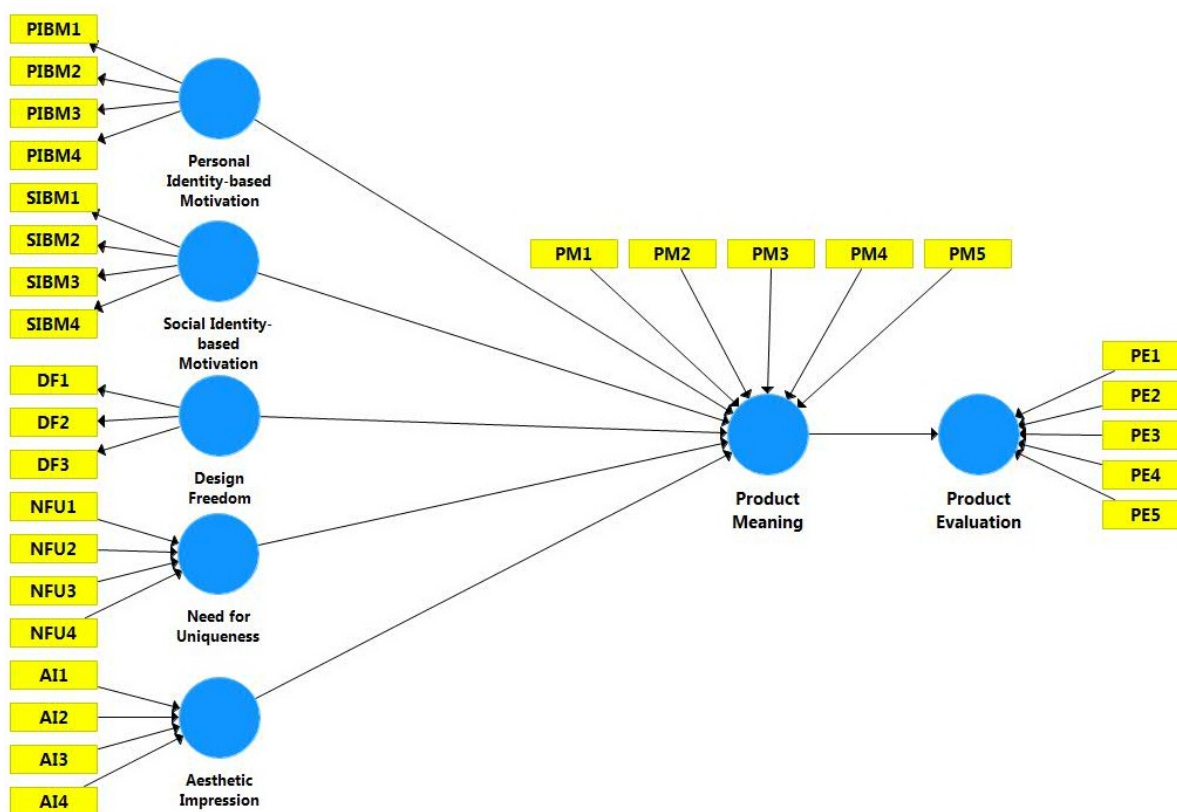 PIBM1
PIBM2
PIBM3
PIBM4
Personal
Identity-based
Motivation
SIBM1
SIBM2
SIBM3
SIBM4
Social Identity-
based
Motivation
DF1
DF2
DF3
Design
Freedom
NFU1
NFU2
NFU3
NFU4
Need for
Uniqueness
AI1
AI2
AI3
AI4
Aesthetic
Impression
PM1
PM2
PM3
PM4
PM5
Product
Meaning
Product
Evaluation
PE1
PE2
PE3
PE4
PE5